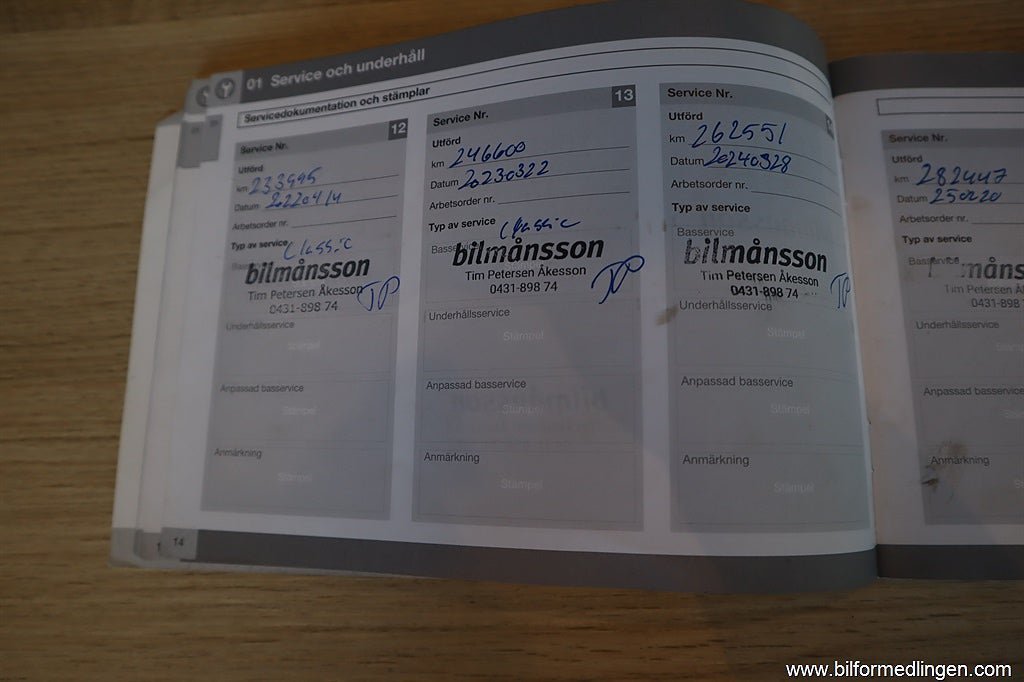 01 Service och underhåll
Servicedokumentation och stämplar
Service Nr. 12
Utförd
km 233995
Datum 20220414
Arbetsorder nr.
Typ av service Classic
Basservice
bilmånsson
Tim Petersen Åkesson
0431-898 74
TP
Underhållsservice
Stämpel
Anpassad basservice
Stämpel
Anmärkning
Stämpel
14
Service Nr. 13
Utförd
km 246600
Datum 20230322
Arbetsorder nr.
Typ av service Classic
Basservice
bilmånsson
Tim Petersen Åkesson
0431-898 74
TP
Underhållsservice
Stämpel
Anpassad basservice
Stämpel
Anmärkning
Stämpel
Service Nr.
Utförd
km 262551
Datum 20240328
Arbetsorder nr.
Typ av service
Basservice
bilmånsson
Tim Petersen Åkesson
0431-898 74
TP
Underhållsservice
Stämpel
Anpassad basservice
Stämpel
Anmärkning
Stämpel
Service Nr.
Utförd
km 282447
Datum 250220
Arbetsorder nr.
Typ av service
Basservice
Tim Petersen
0431-898 74
Underhållsservice
Anpassad basservice
Anmärkning
www.bilformedlingen.com